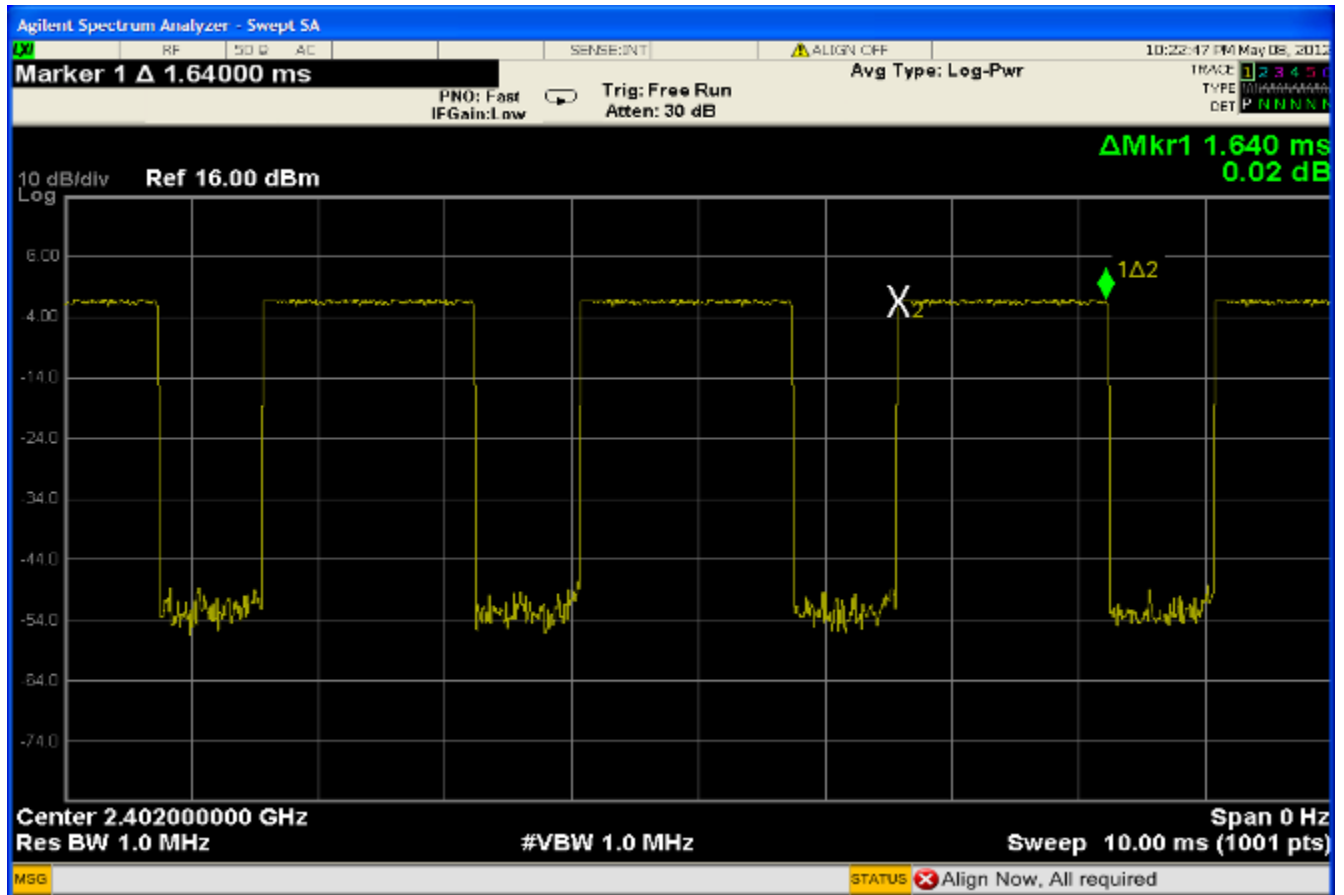 Agilent Spectrum Analyzer - Swept SA
LXI RF 50 Ω AC SENSE:INT ALIGN OFF 10:22:47 PM May 08, 2012
Marker 1 Δ 1.64000 ms
PNO: Fast
IFGain:Low
Trig: Free Run
Atten: 30 dB
Avg Type: Log-Pwr
TRACE 1 2 3 4 5 6
TYPE
DET P N N N N N
ΔMkr1 1.640 ms
0.02 dB
10 dB/div Ref 16.00 dBm
Log
6.00
-4.00
-14.0
-24.0
-34.0
-44.0
-54.0
-64.0
-74.0
X2
1Δ2
Center 2.402000000 GHz Span 0 Hz
Res BW 1.0 MHz #VBW 1.0 MHz Sweep 10.00 ms (1001 pts)
MSG STATUS Align Now, All required